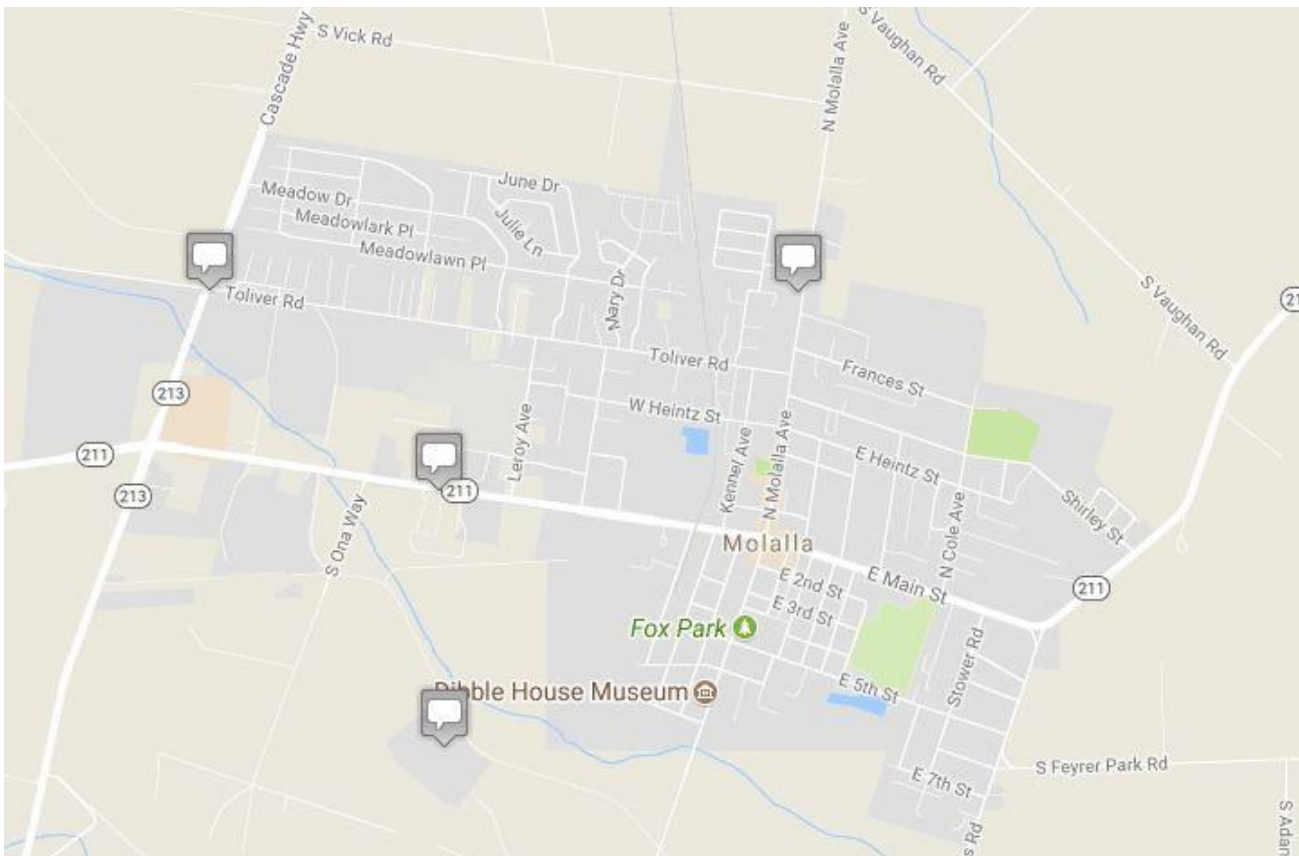 S Vick Rd
Cascade Hwy
N Molalla Ave
S Vaughan Rd
June Dr
Meadow Dr
Meadowlark Pl
Julie Ln
Meadowlawn Pl
Mary Dr
Toliver Rd
S Vaughan Rd
Toliver Rd
Frances St
213
W Heintz St
Leroy Ave
N Molalla Ave
Kennel Ave
E Heintz St
211
211
213
Shirley St
N Cole Ave
S Ona Way
Molalla
E 2nd St
E Main St
211
E 3rd St
Fox Park
Stower Rd
E 5th St
House Museum
S Feyrer Park Rd
E 7th St